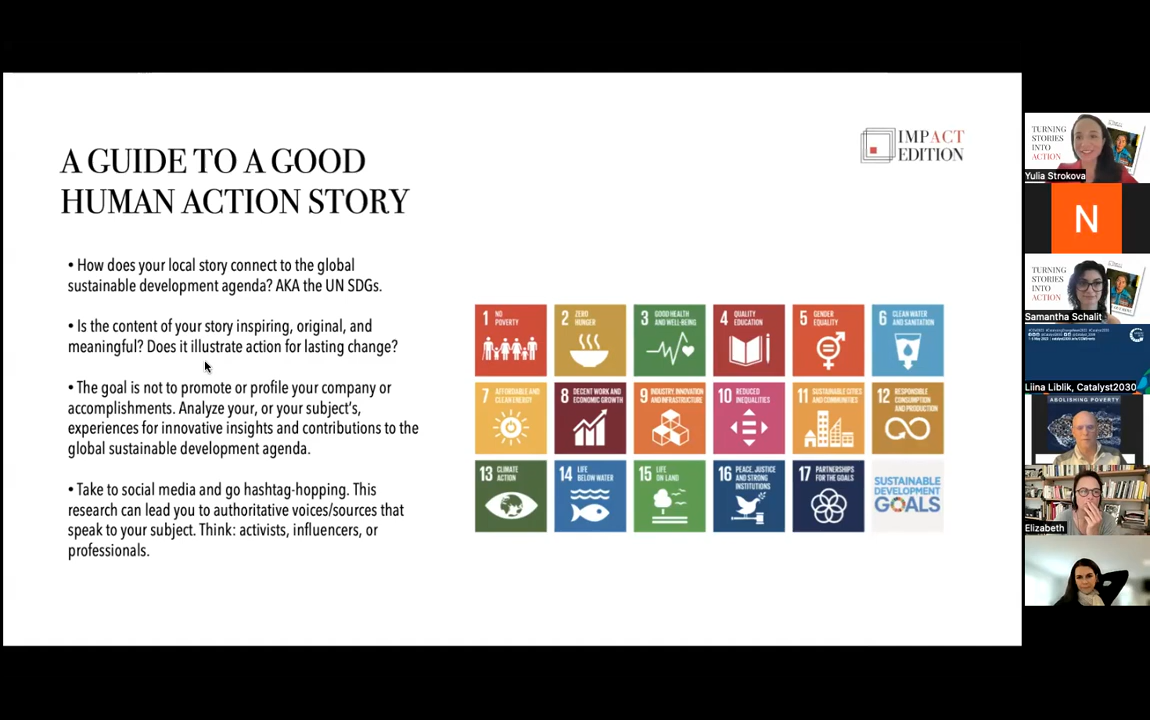 A GUIDE TO A GOOD
HUMAN ACTION STORY
IMPACT
EDITION
• How does your local story connect to the global
sustainable development agenda? AKA the UN SDGs.
• Is the content of your story inspiring, original, and
meaningful? Does it illustrate action for lasting change?
• The goal is not to promote or profile your company or
accomplishments. Analyze your, or your subject's,
experiences for innovative insights and contributions to the
global sustainable development agenda.
• Take to social media and go hashtag-hopping. This
research can lead you to authoritative voices/sources that
speak to your subject. Think: activists, influencers, or
professionals.
1 NO
POVERTY
2 ZERO
HUNGER
3 GOOD HEALTH
AND WELL-BEING
4 QUALITY
EDUCATION
5 GENDER
EQUALITY
6 CLEAN WATER
AND SANITATION
7 AFFORDABLE AND
CLEAN ENERGY
8 DECENT WORK AND
ECONOMIC GROWTH
9 INDUSTRY, INNOVATION
AND INFRASTRUCTURE
10 REDUCED
INEQUALITIES
11 SUSTAINABLE CITIES
AND COMMUNITIES
12 RESPONSIBLE
CONSUMPTION
AND PRODUCTION
13 CLIMATE
ACTION
14 LIFE
BELOW WATER
15 LIFE
ON LAND
16 PEACE, JUSTICE
AND STRONG
INSTITUTIONS
17 PARTNERSHIPS
FOR THE GOALS
SUSTAINABLE
DEVELOPMENT
GOALS
TURNING
STORIES
INTO
ACTION
Yulia Strokova
N
TURNING
STORIES
INTO
ACTION
Samantha Schalit
Liina Liblik, Catalyst2030
ABOLISHING POVERTY
Elizabeth